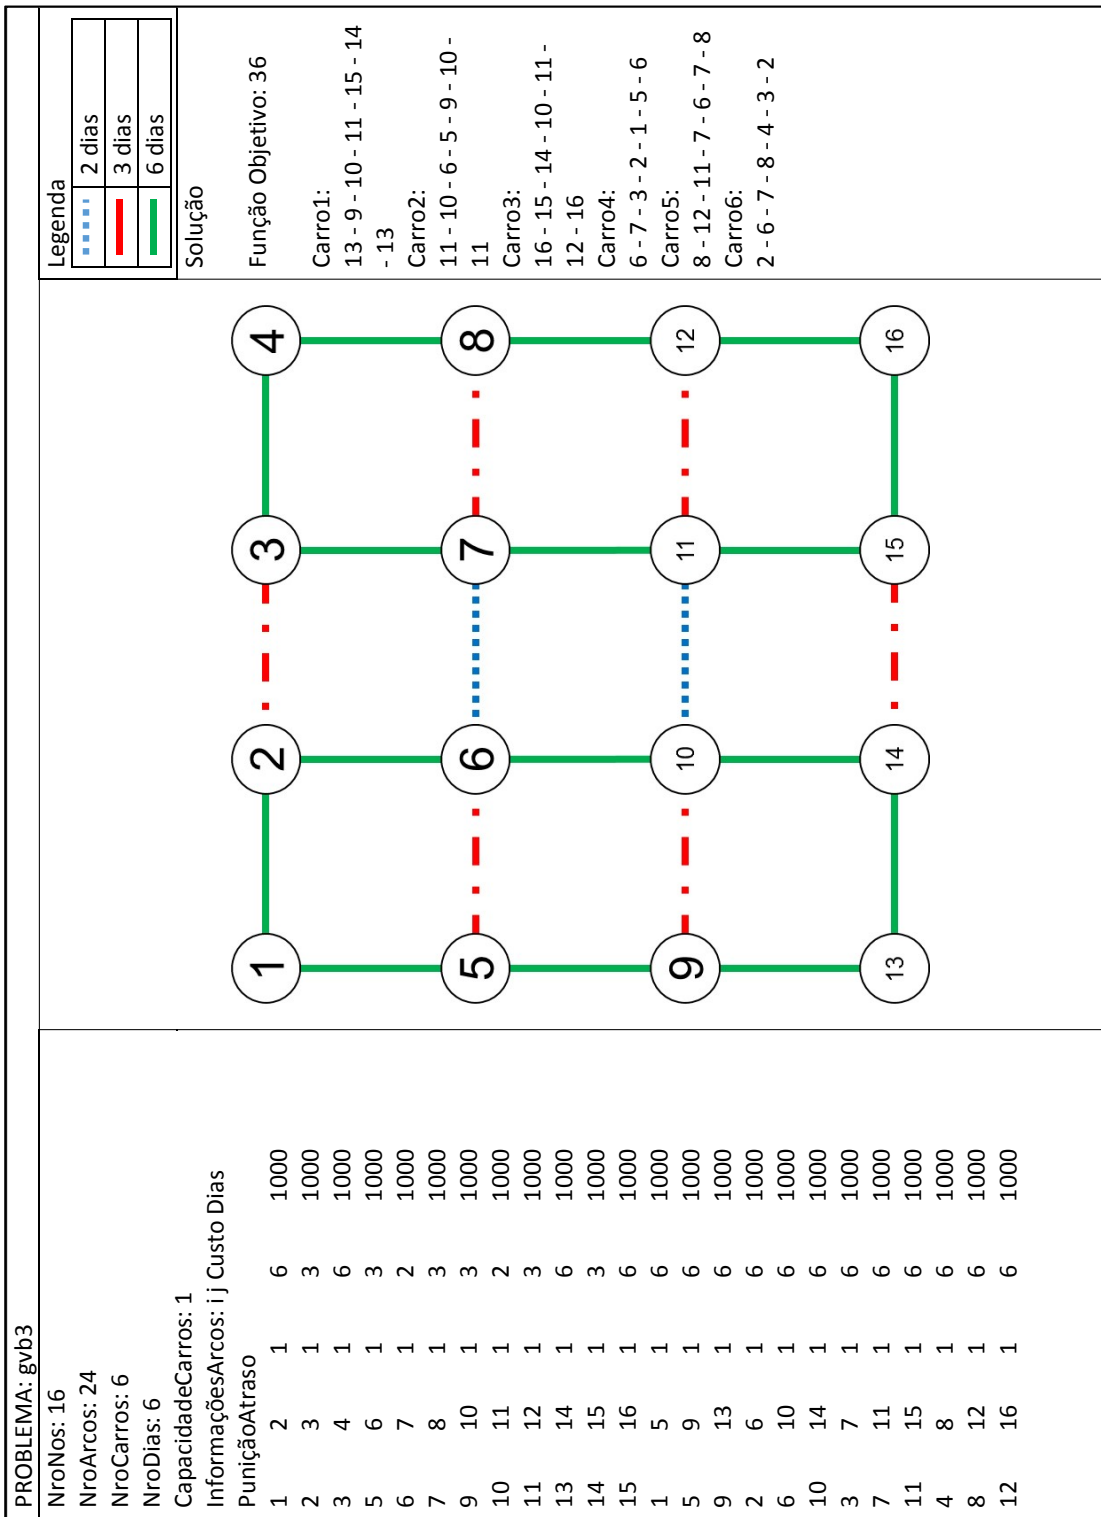 PROBLEMA: gvb3
NroNos: 16
NroArcos: 24
NroCarros: 6
NroDias: 6
CapacidadeCarros: 1
InformaçõesArcos: i j Custo Dias
PuniçãoAtraso
1 2 1 6 1000
2 3 1 3 1000
3 4 1 6 1000
5 6 1 3 1000
6 7 1 2 1000
7 8 1 3 1000
9 10 1 3 1000
10 11 1 2 1000
11 12 1 3 1000
13 14 1 6 1000
14 15 1 3 1000
15 16 1 6 1000
1 5 1 6 1000
5 9 1 6 1000
9 13 1 6 1000
2 6 1 6 1000
6 10 1 6 1000
10 14 1 6 1000
3 7 1 6 1000
7 11 1 6 1000
11 15 1 6 1000
4 8 1 6 1000
8 12 1 6 1000
12 16 1 6 1000
1 2 3 4
5 6 7 8
9 10 11 12
13 14 15 16
Legenda
2 dias
3 dias
6 dias
Solução
Função Objetivo: 36
Carro1:
13 - 9 - 10 - 11 - 15 - 14
- 13
Carro2:
11 - 10 - 6 - 5 - 9 - 10 -
11
Carro3:
16 - 15 - 14 - 10 - 11 -
12 - 16
Carro4:
6 - 7 - 3 - 2 - 1 - 5 - 6
Carro5:
8 - 12 - 11 - 7 - 6 - 7 - 8
Carro6:
2 - 6 - 7 - 8 - 4 - 3 - 2